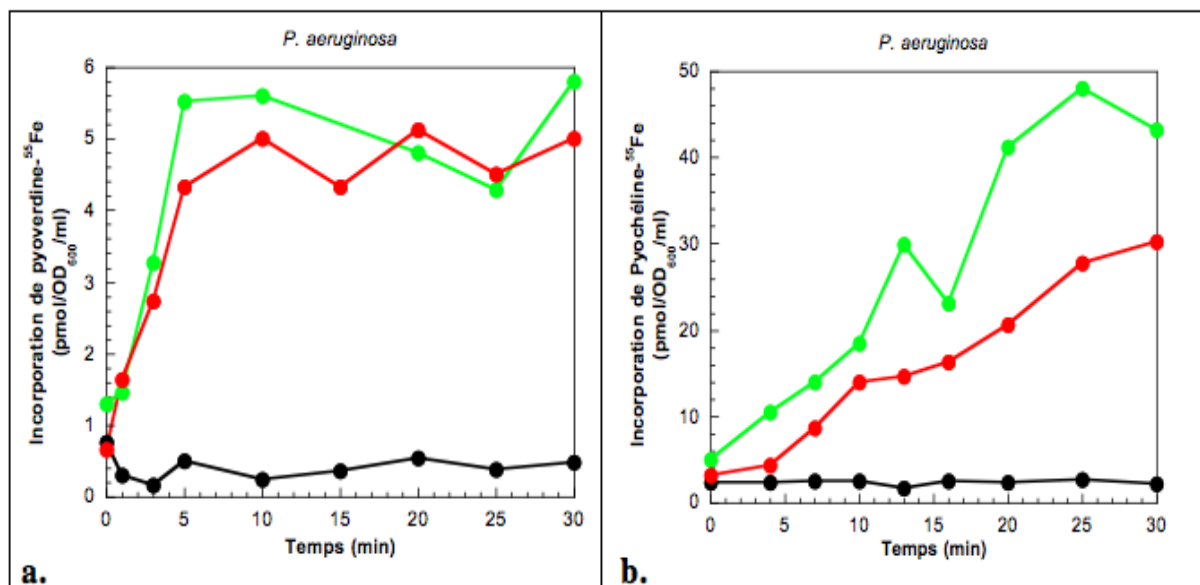 P. aeruginosa
Incorporation de pyoverdine-⁵⁵Fe
(pmol/OD₆₀₀/ml)
6
5
4
3
2
1
0
0 5 10 15 20 25 30
Temps (min)
a.
P. aeruginosa
Incorporation de Pyochéline-⁵⁵Fe
(pmol/OD₆₀₀/ml)
50
40
30
20
10
0
0 5 10 15 20 25 30
Temps (min)
b.